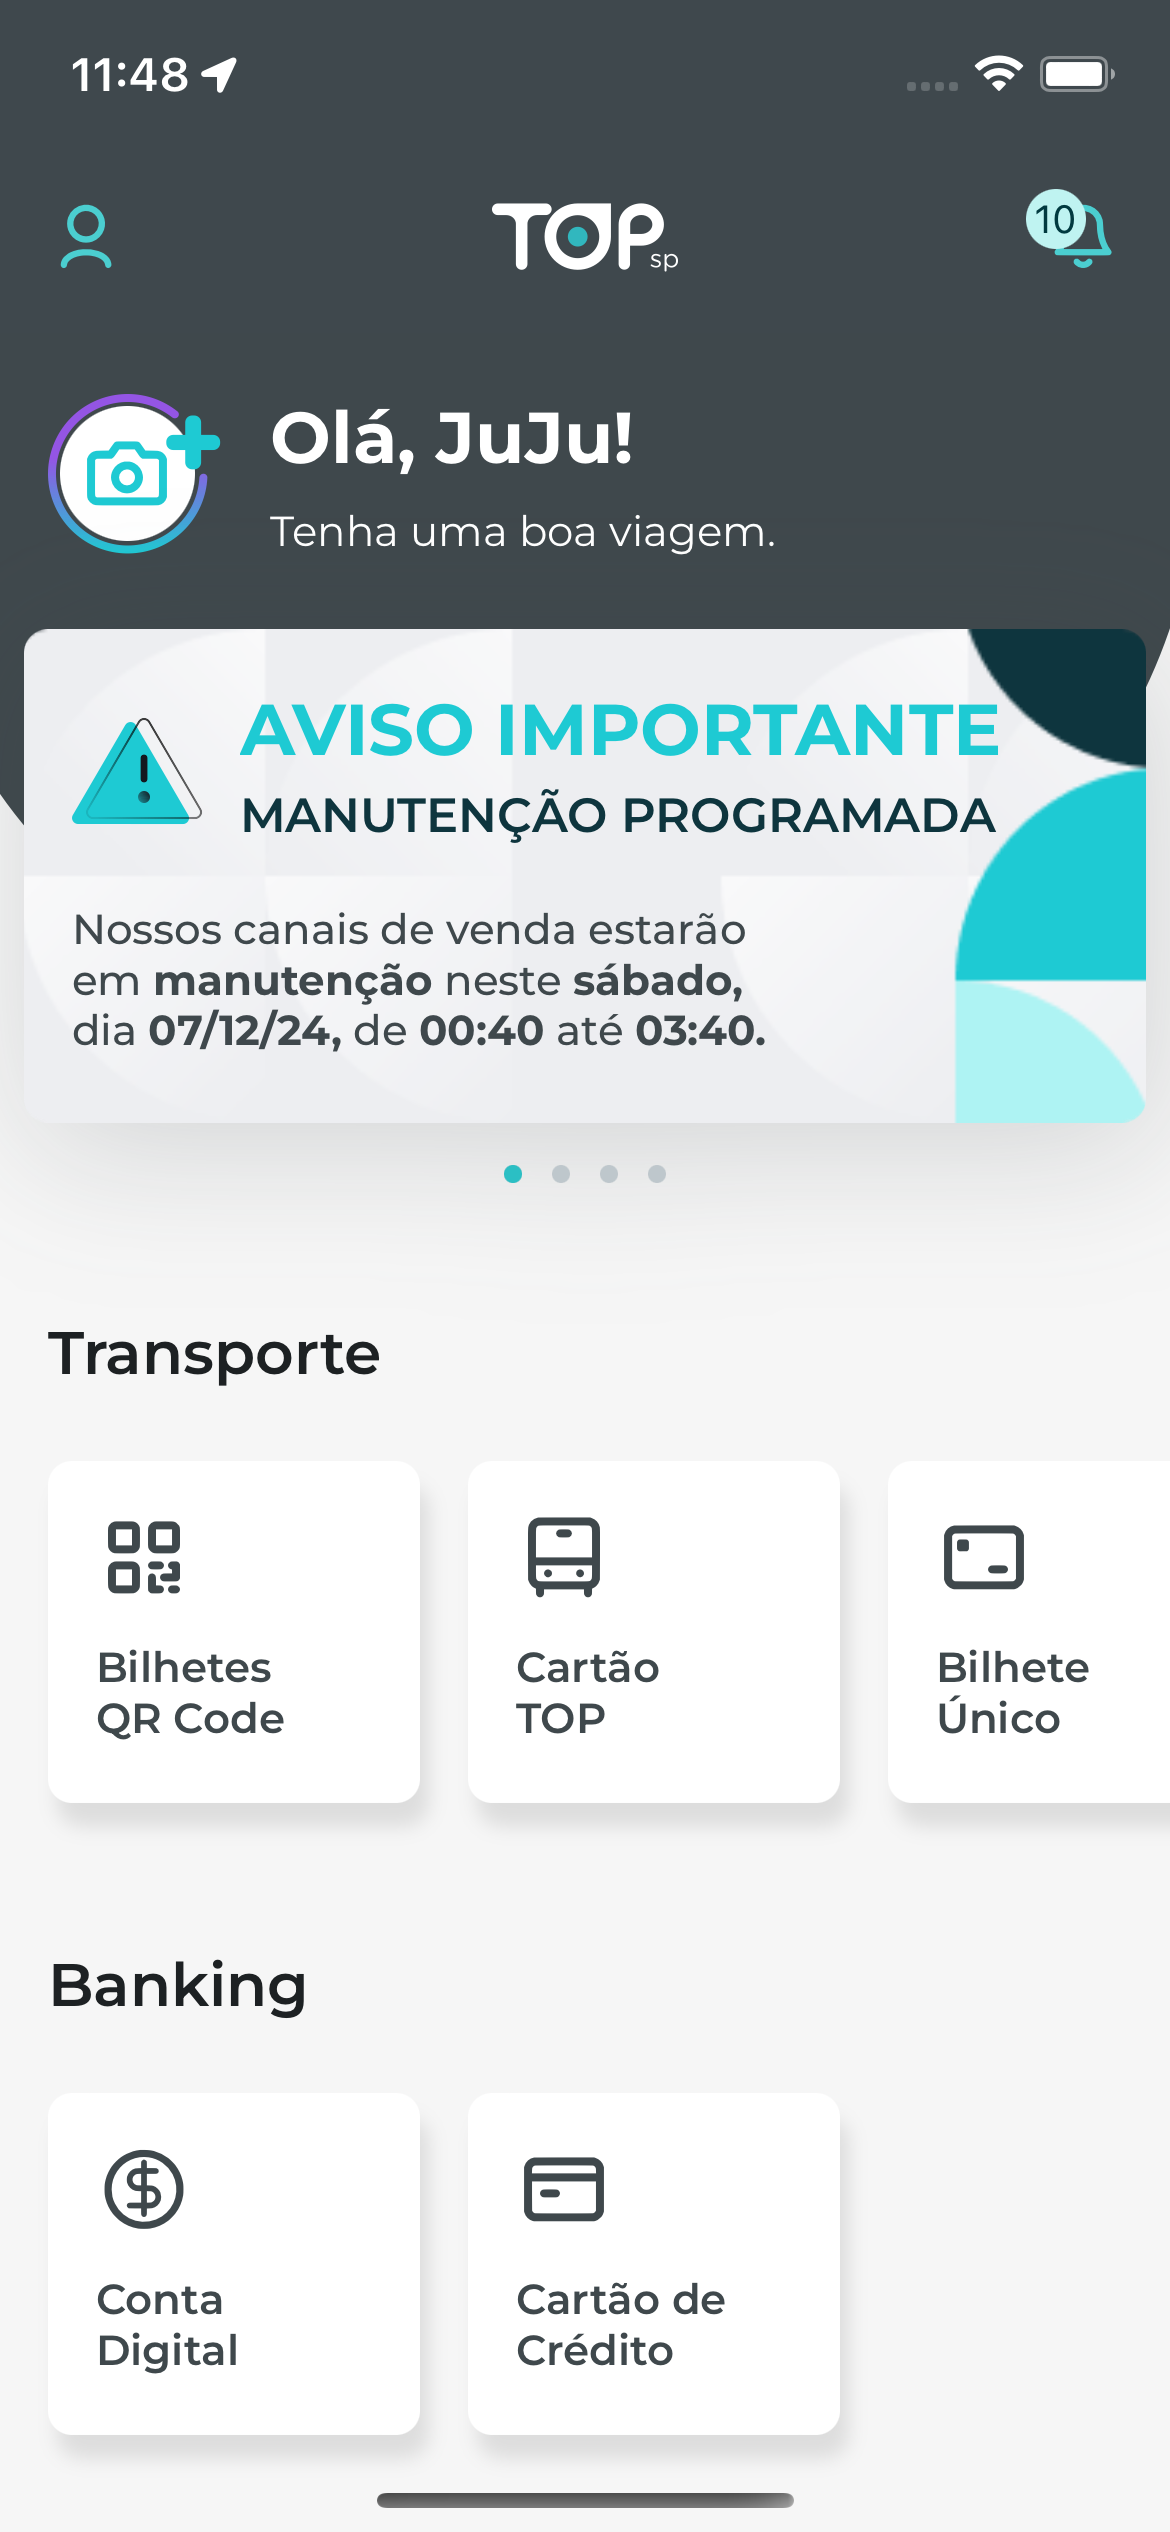 11:48
TOP sp
10
Olá, JuJu!
Tenha uma boa viagem.
AVISO IMPORTANTE
MANUTENÇÃO PROGRAMADA
Nossos canais de venda estarão
em manutenção neste sábado,
dia 07/12/24, de 00:40 até 03:40.
Transporte
Bilhetes
QR Code
Cartão
TOP
Bilhete
Único
Banking
Conta
Digital
Cartão de
Crédito